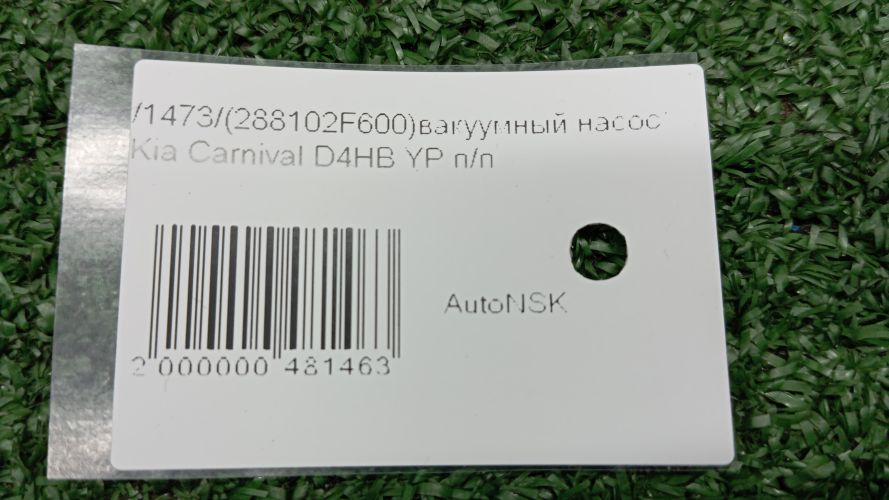 /1473/(288102F600)вакуумный насос
Kia Carnival D4HB YP п/п
AutoNSK
2 000000 481463